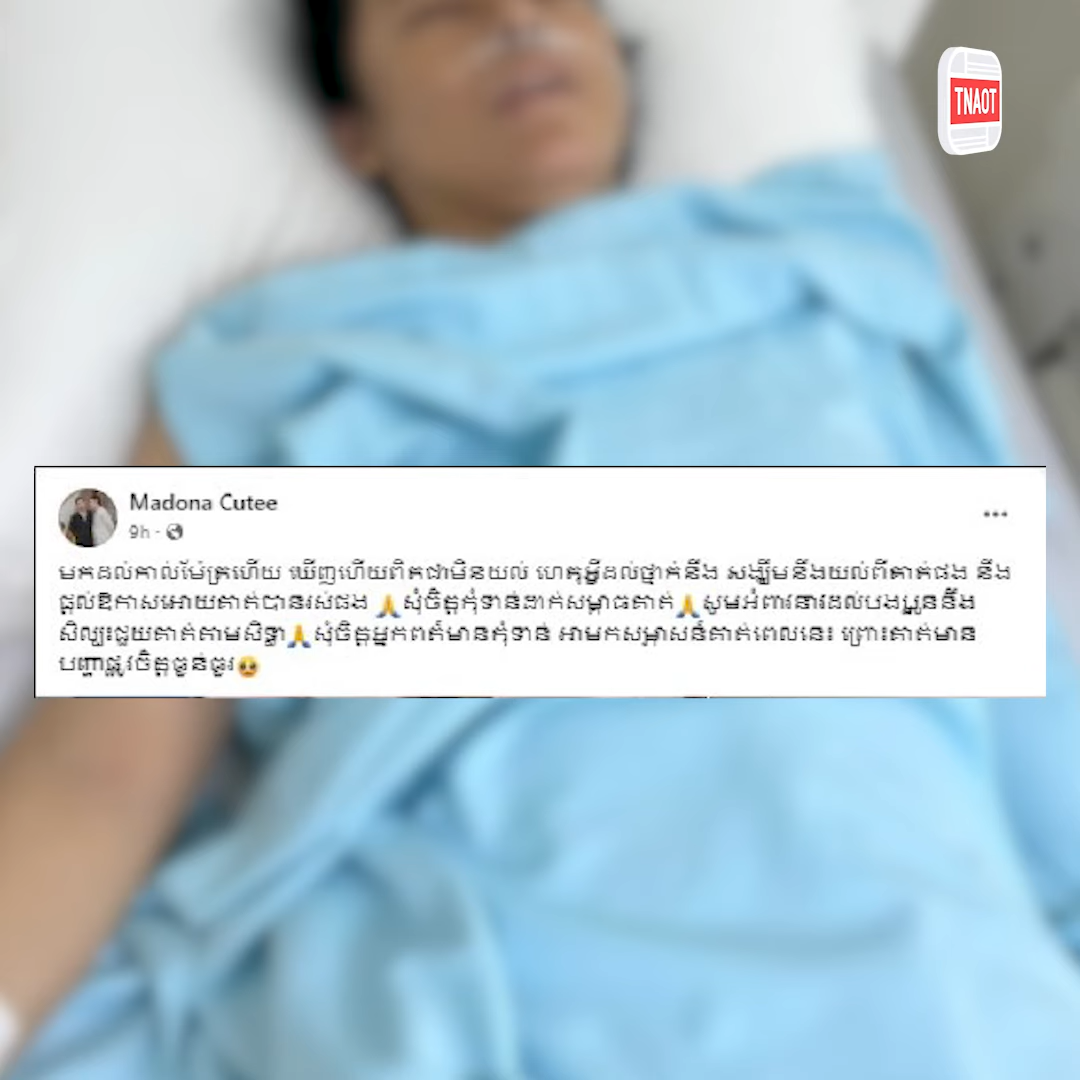 TNAOT
Madona Cutee
9h ·
មកដល់កាល់ម៉ែត្រហើយ ឃើញហើយពិតជាមិនយល់ ហេតុអ្វីដល់ថ្នាក់នឹង សង្ឃឹមនឹងយល់ពីគាត់ផង នឹង
ផ្តល់ឱកាសអោយគាត់បានរស់ផង 🙏សុំចិត្តកុំទាន់ដាក់សម្ពាធគាត់🙏សូមអំពាវនាវដល់បងប្អូននឹង
សិល្បះជួយគាត់តាមសិទ្ធា🙏សុំចិត្តអ្នកពត៌មានកុំទាន់ អាមកសម្ភាសន៍គាត់ពេលនេះ ព្រោះគាត់មាន
បញ្ហាផ្លូវចិត្តធ្ងន់ធ្ងរ🥹